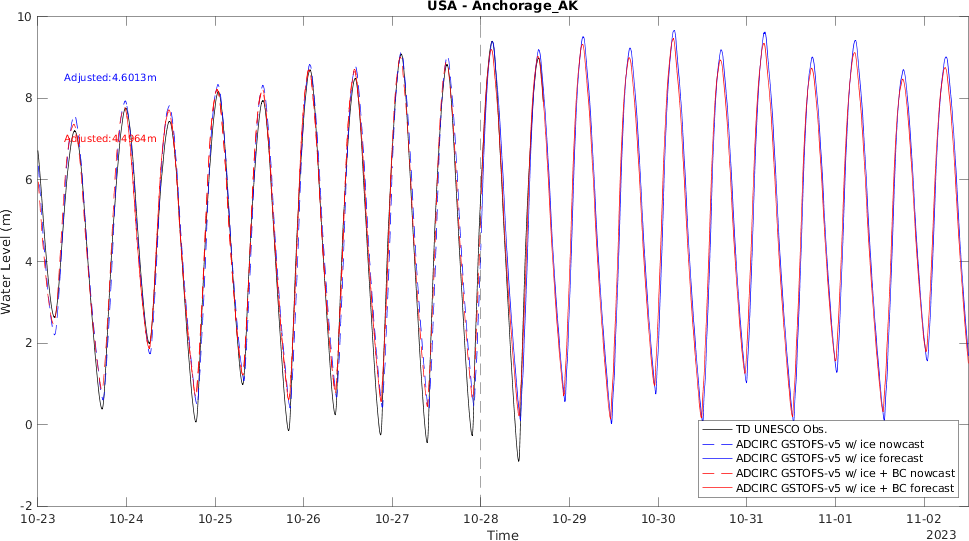 USA - Anchorage_AK
10
8
6
4
2
0
-2
Water Level (m)
Adjusted:4.6013m
Adjusted:4.4964m
TD UNESCO Obs.
ADCIRC GSTOFS-v5 w/ ice nowcast
ADCIRC GSTOFS-v5 w/ ice forecast
ADCIRC GSTOFS-v5 w/ ice + BC nowcast
ADCIRC GSTOFS-v5 w/ ice + BC forecast
10-23 10-24 10-25 10-26 10-27 10-28 10-29 10-30 10-31 11-01 11-02
Time
2023